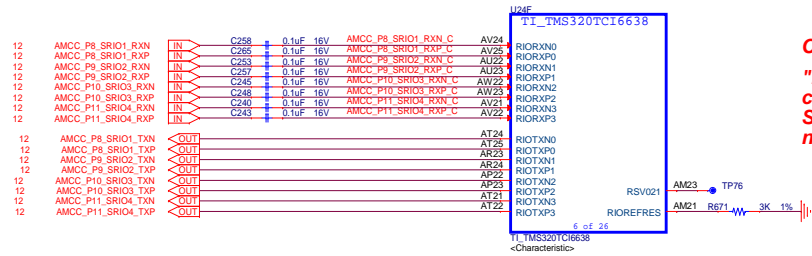 U24F
TI_TMS320TCI6638
12 AMCC_P8_SRIO1_RXN IN C258 0.1uF 16V AMCC_P8_SRIO1_RXN_C AV24 RIORXN0
12 AMCC_P8_SRIO1_RXP IN C265 0.1uF 16V AMCC_P8_SRIO1_RXP_C AV25 RIORXP0
12 AMCC_P9_SRIO2_RXN IN C253 0.1uF 16V AMCC_P9_SRIO2_RXN_C AU22 RIORXN1
12 AMCC_P9_SRIO2_RXP IN C257 0.1uF 16V AMCC_P9_SRIO2_RXP_C AU23 RIORXP1
12 AMCC_P10_SRIO3_RXN IN C245 0.1uF 16V AMCC_P10_SRIO3_RXN_C AW22 RIORXN2
12 AMCC_P10_SRIO3_RXP IN C248 0.1uF 16V AMCC_P10_SRIO3_RXP_C AW23 RIORXP2
12 AMCC_P11_SRIO4_RXN IN C240 0.1uF 16V AMCC_P11_SRIO4_RXN_C AV21 RIORXN3
12 AMCC_P11_SRIO4_RXP IN C243 0.1uF 16V AMCC_P11_SRIO4_RXP_C AV22 RIORXP3
12 AMCC_P8_SRIO1_TXN OUT AT24 RIOTXN0
12 AMCC_P8_SRIO1_TXP OUT AT25 RIOTXP0
12 AMCC_P9_SRIO2_TXN OUT AR23 RIOTXN1
12 AMCC_P9_SRIO2_TXP OUT AR24 RIOTXP1
12 AMCC_P10_SRIO3_TXN OUT AP22 RIOTXN2
12 AMCC_P10_SRIO3_TXP OUT AP23 RIOTXP2 RSV021 AM23 TP76
12 AMCC_P11_SRIO4_TXN OUT AT21 RIOTXN3
12 AMCC_P11_SRIO4_TXP OUT AT22 RIOTXP3 RIOREFRES AM21 R671 3K 1%
6 of 26
TI_TMS320TCI6638
<Characteristic>